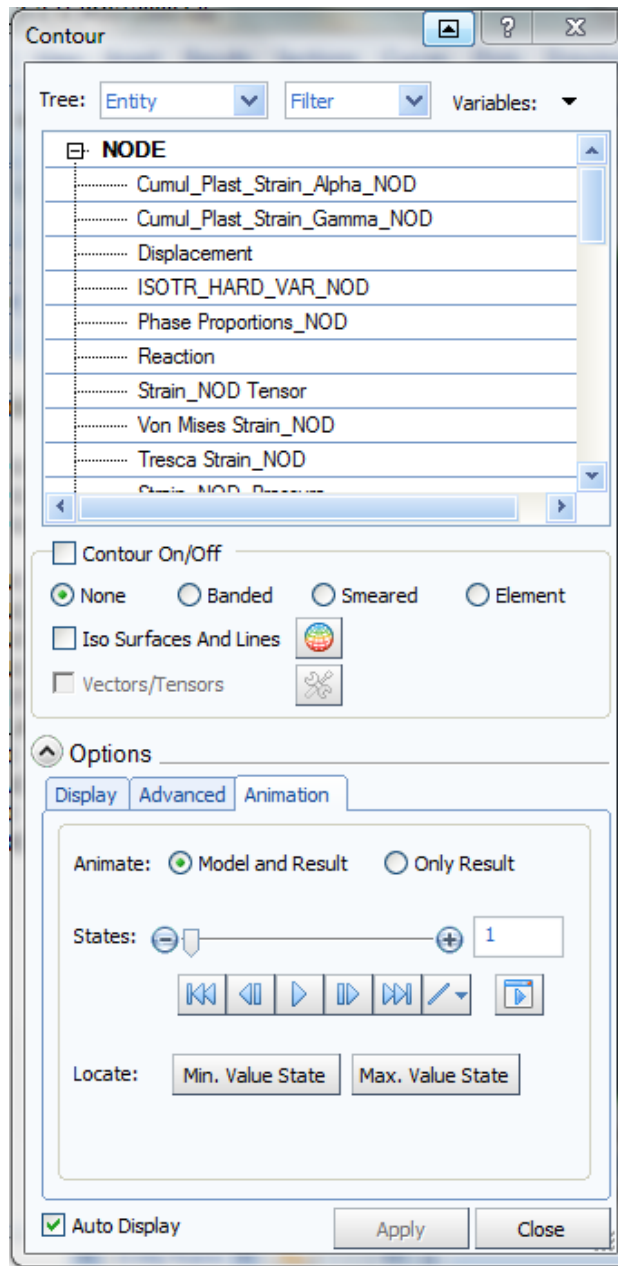 Contour
Tree: Entity Filter Variables:
NODE
Cumul_Plast_Strain_Alpha_NOD
Cumul_Plast_Strain_Gamma_NOD
Displacement
ISOTR_HARD_VAR_NOD
Phase Proportions_NOD
Reaction
Strain_NOD Tensor
Von Mises Strain_NOD
Tresca Strain_NOD
Strain_NOD Pressure
Contour On/Off
None Banded Smeared Element
Iso Surfaces And Lines
Vectors/Tensors
Options
Display Advanced Animation
Animate: Model and Result Only Result
States: 1
Locate: Min. Value State Max. Value State
Auto Display Apply Close